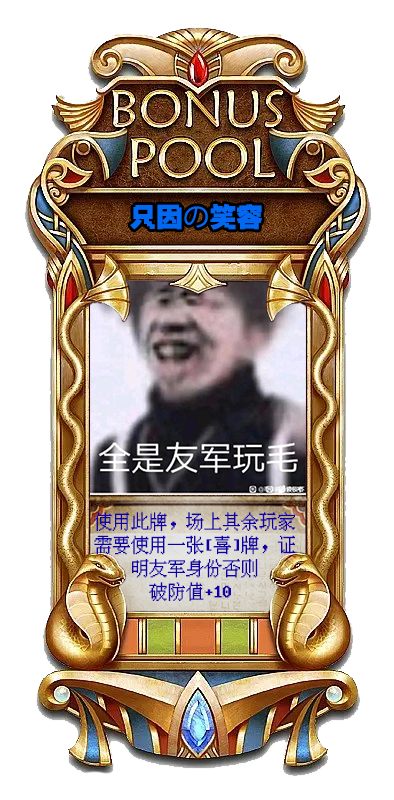 BONUS
POOL
只因の笑容
全是友军玩毛
使用此牌，场上其余玩家
需要使用一张[喜]牌，证
明友军身份否则
破防值+10